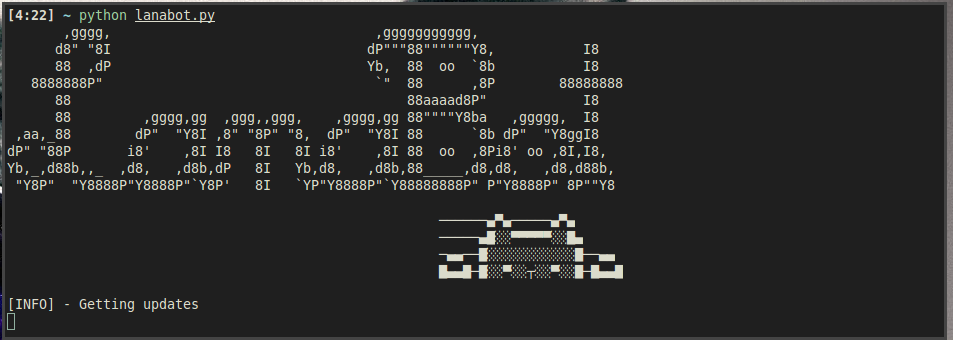 [4:22] ~ python lanabot.py
       ,gggg,                                 ,ggggggggggg,
      d8" "8I                                dP"""88""""""Y8,           I8
      88  ,dP                                Yb,  88  oo  `8b           I8
   8888888P"                                  `"  88      ,8P        88888888
      88                                          88aaaad8P"            I8
      88         ,gggg,gg  ,ggg,,ggg,    ,gggg,gg 88""""Y8ba   ,ggggg,  I8
 ,aa,_88        dP"  "Y8I ,8" "8P" "8,  dP"  "Y8I 88      `8b dP"  "Y8ggI8
dP" "88P       i8'    ,8I I8   8I   8I i8'    ,8I 88  oo  ,8Pi8' oo ,8I,I8,
Yb,_,d88b,,_  ,d8,   ,d8b,dP   8I   Yb,d8,   ,d8b,88_____,d8,d8,   ,d8,d88b,
 "Y8P"  "Y8888P"Y8888P"`Y8P'   8I   `YP"Y8888P"`Y88888888P" P"Y8888P" 8P""Y8
──────▄▀▄─────▄▀▄
─────▄█░░▀▀▀▀▀░░█▄
─▄▄──█░░░░░░░░░░░█──▄▄
█▄▄█─█░░▀░░┬░░▀░░█─█▄▄█
[INFO] - Getting updates